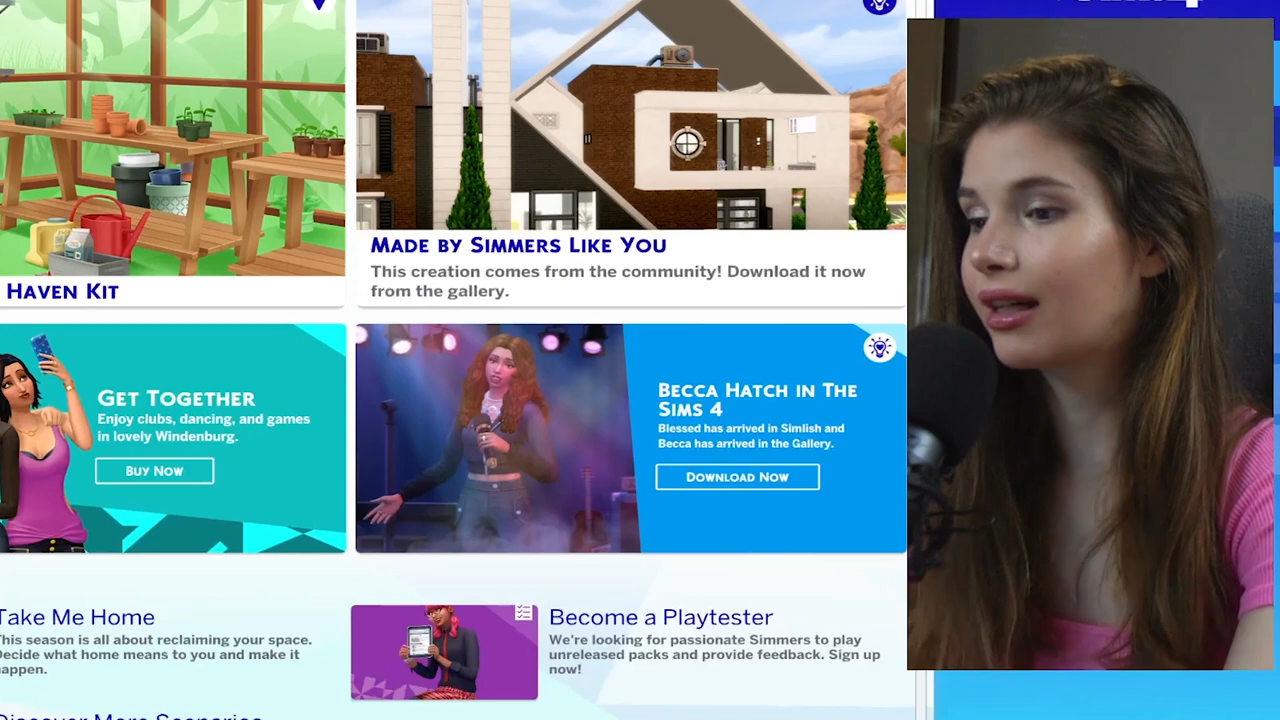 Haven Kit
Made by Simmers Like You
This creation comes from the community! Download it now
from the gallery.
Get Together
Enjoy clubs, dancing, and games
in lovely Windenburg.
Buy Now
Becca Hatch in The
Sims 4
Blessed has arrived in Simlish and
Becca has arrived in the Gallery.
Download Now
Take Me Home
This season is all about reclaiming your space.
Decide what home means to you and make it
happen.
Become a Playtester
We're looking for passionate Simmers to play
unreleased packs and provide feedback. Sign up
now!
Discover More Scenarios